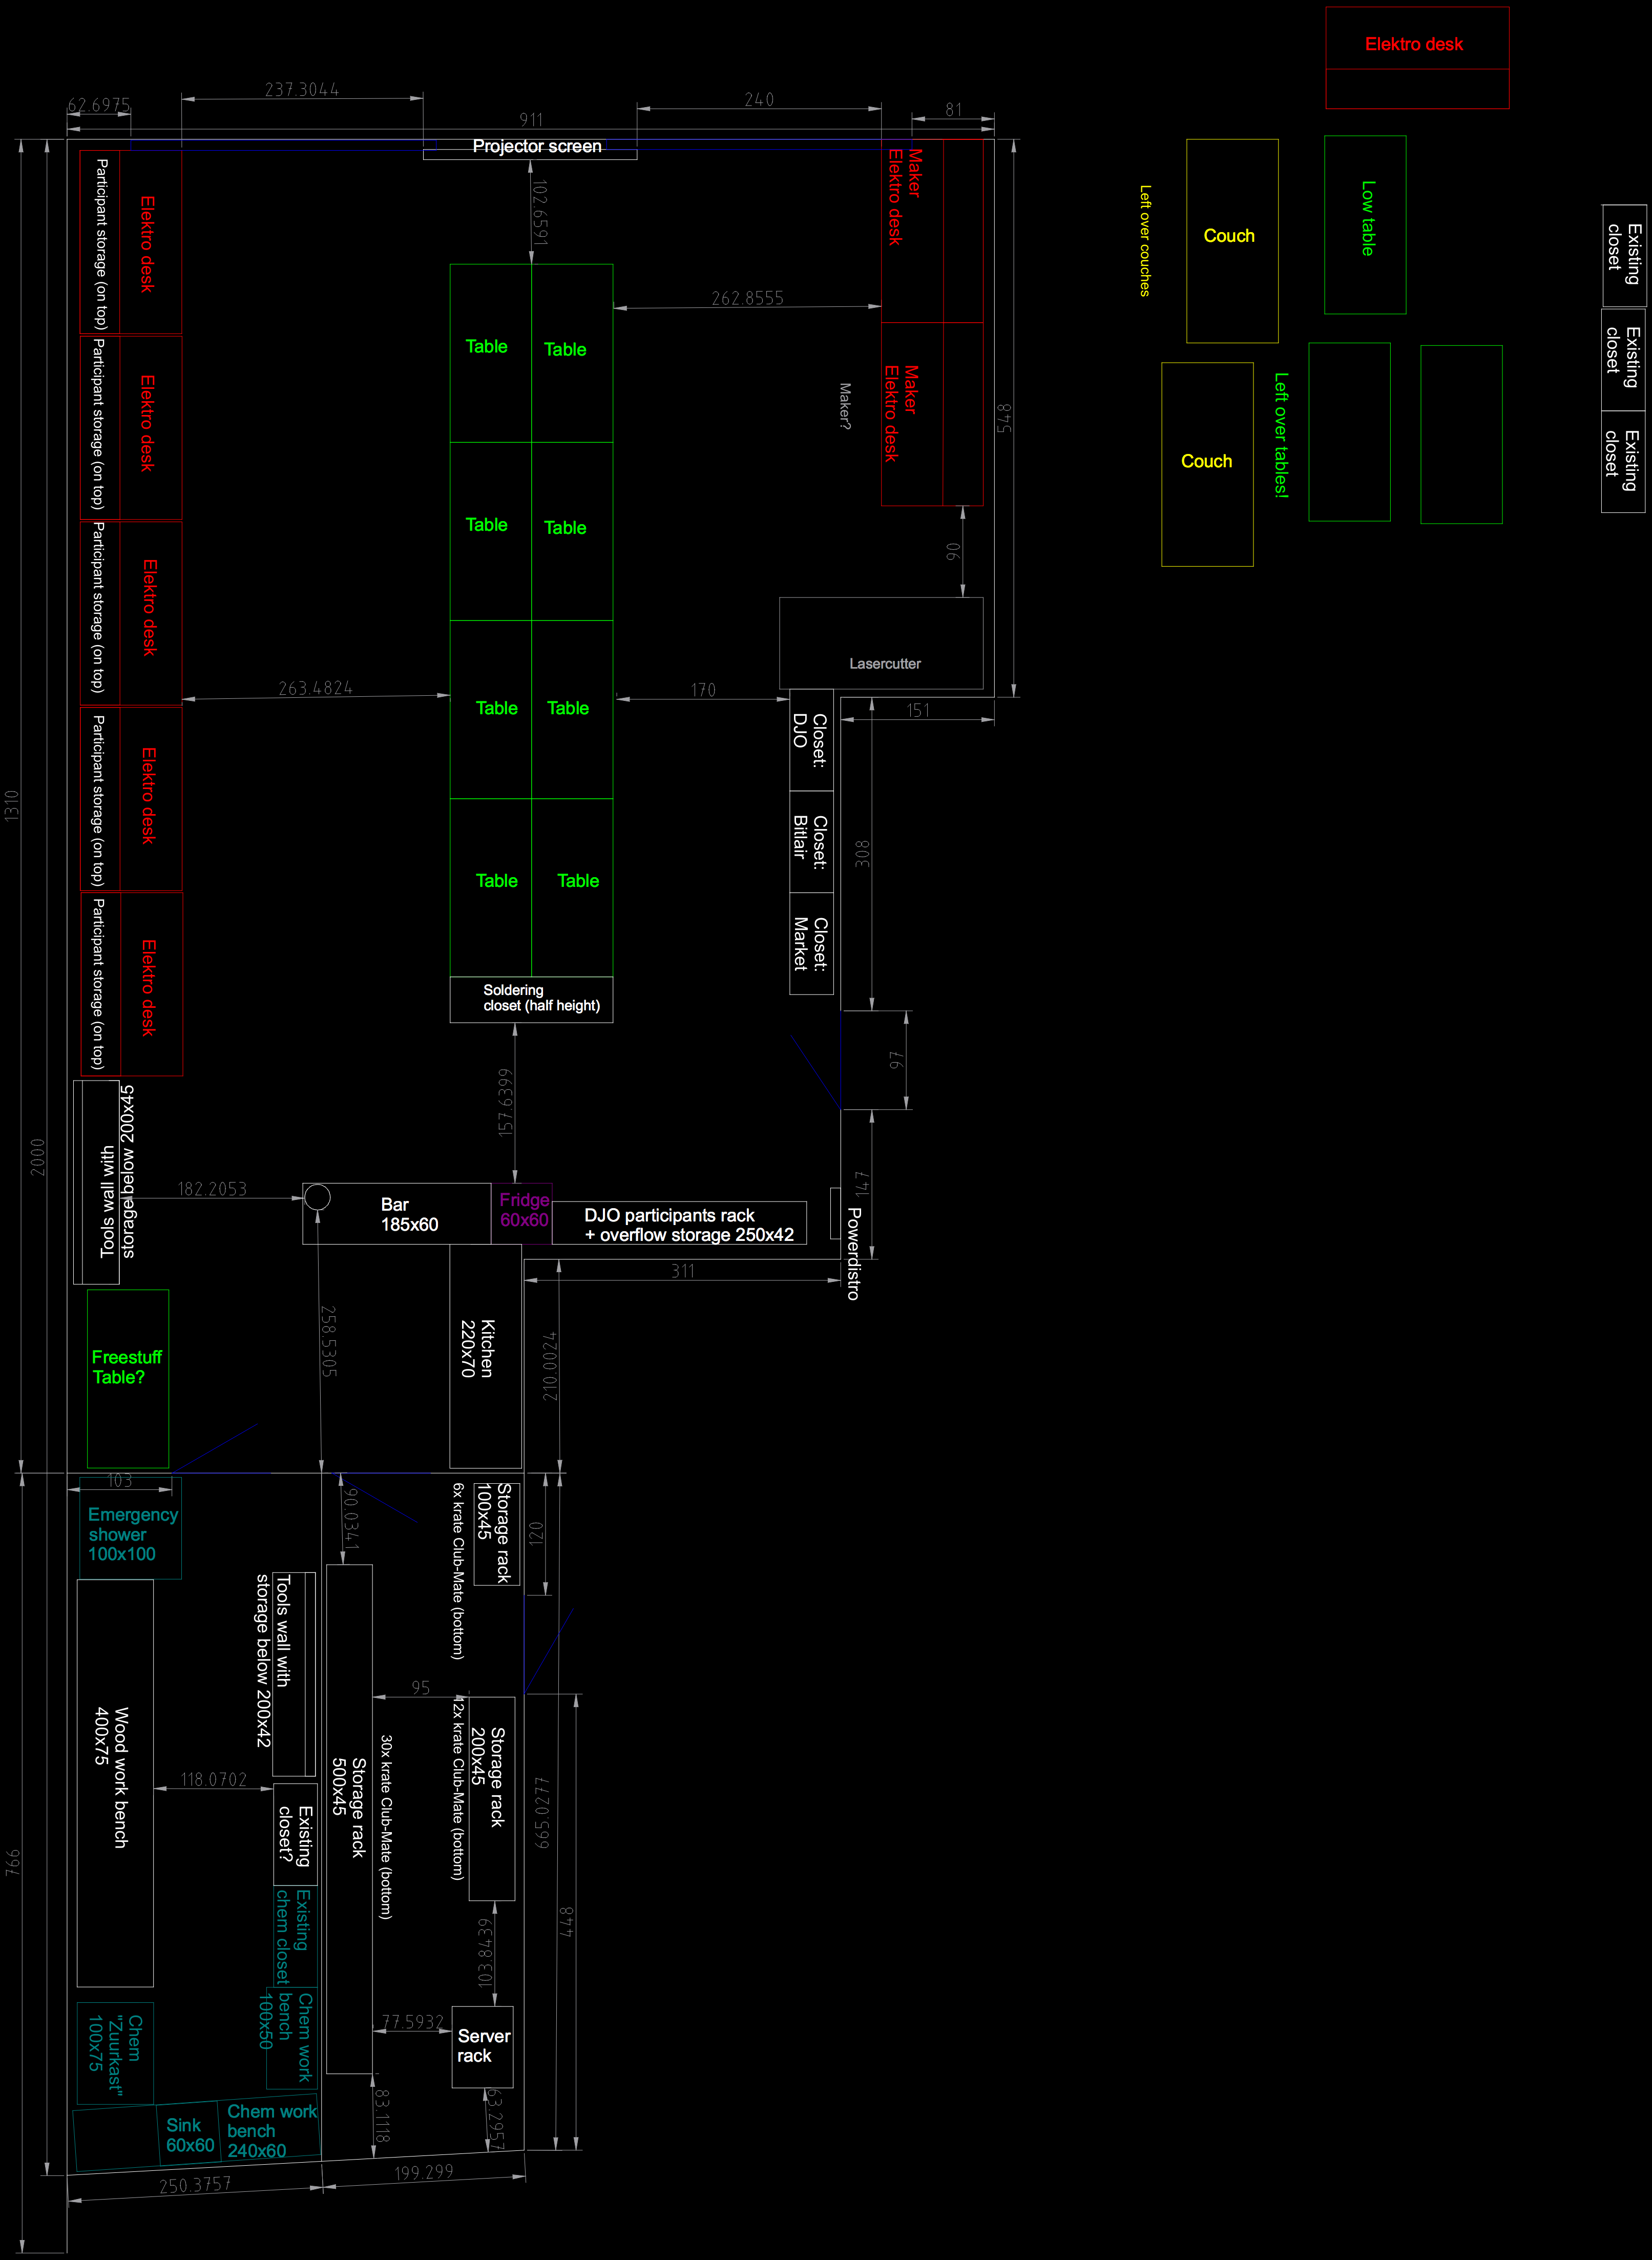 Elektro desk
62.6975
237.3044
911
240
81
Projector screen
Participant storage (on top)
Elektro desk
102.6591
Maker
Elektro desk
Left over couches
Couch
Low table
Existing
closet
262.8555
Table
Table
Participant storage (on top)
Elektro desk
Maker?
Maker
Elektro desk
548
Couch
Left over tables!
Existing
closet
Existing
closet
Table
Table
Participant storage (on top)
Elektro desk
90
Lasercutter
263.4824
170
151
Table
Table
Closet:
DJO
1310
Participant storage (on top)
Elektro desk
Closet:
Bitlair
308
Table
Table
Participant storage (on top)
Elektro desk
Closet:
Market
Soldering
closet (half height)
97
157.6399
2000
Tools wall with
storage below 200x45
182.2053
Bar
185x60
Fridge
60x60
DJO participants rack
+ overflow storage 250x42
147
Powerdistro
311
258.5305
Kitchen
220x70
210.0024
Freestuff
Table?
103
Emergency
shower
100x100
90.0341
Storage rack
100x45
6x krate Club-Mate (bottom)
120
Tools wall with
storage below 200x42
Wood work bench
400x75
118.0702
95
Storage rack
500x45
30x krate Club-Mate (bottom)
Storage rack
200x45
12x krate Club-Mate (bottom)
665.0277
766
Existing
closet?
Existing
chem closet
448
103.8439
Chem work
bench
100x50
Chem
"Zuurkast"
100x75
77.5932
Server
rack
83.1118
63.2957
Sink
60x60
Chem work
bench
240x60
250.3757
199.299